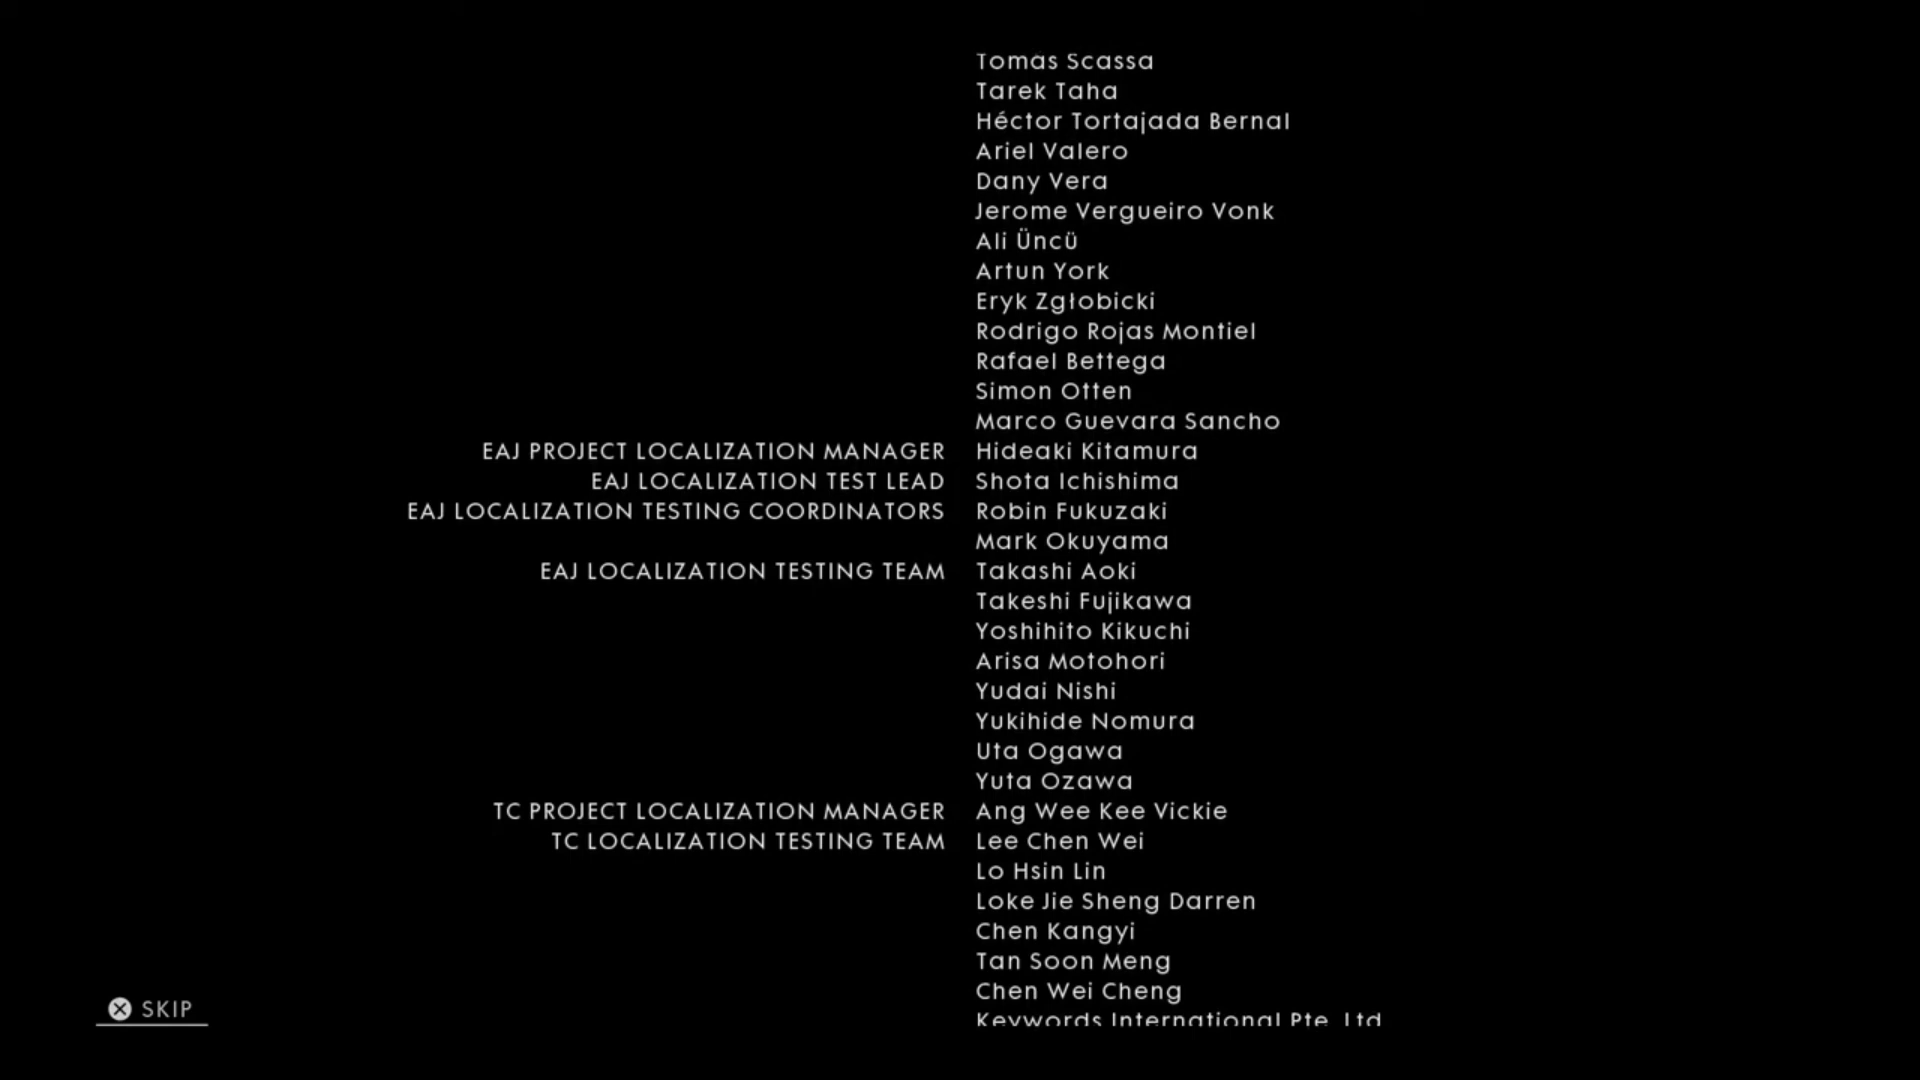 Tomás Scassa
Tarek Taha
Héctor Tortajada Bernal
Ariel Valero
Dany Vera
Jerome Vergueiro Vonk
Ali Üncü
Artun York
Eryk Zgłobicki
Rodrigo Rojas Montiel
Rafael Bettega
Simon Otten
Marco Guevara Sancho
EAJ PROJECT LOCALIZATION MANAGER Hideaki Kitamura
EAJ LOCALIZATION TEST LEAD Shota Ichishima
EAJ LOCALIZATION TESTING COORDINATORS Robin Fukuzaki
Mark Okuyama
EAJ LOCALIZATION TESTING TEAM Takashi Aoki
Takeshi Fujikawa
Yoshihito Kikuchi
Arisa Motohori
Yudai Nishi
Yukihide Nomura
Uta Ogawa
Yuta Ozawa
TC PROJECT LOCALIZATION MANAGER Ang Wee Kee Vickie
TC LOCALIZATION TESTING TEAM Lee Chen Wei
Lo Hsin Lin
Loke Jie Sheng Darren
Chen Kangyi
Tan Soon Meng
Chen Wei Cheng
SKIP
Keywords International Pte. Ltd